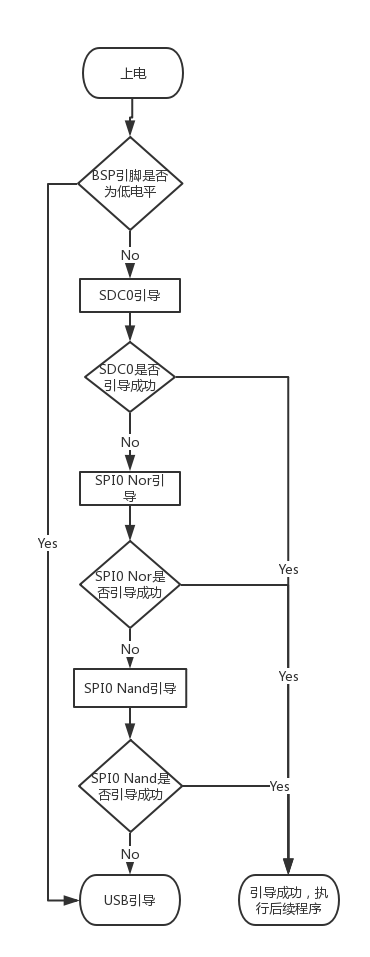 上电
BSP引脚是否
为低电平
No
SDC0引导
SDC0是否
引导成功
No
SPI0 Nor引
导
Yes
SPI0 Nor是
否引导成功
Yes
No
SPI0 Nand引导
Yes
SPI0 Nand是
否引导成功
Yes
No
USB引导
引导成功，执
行后续程序